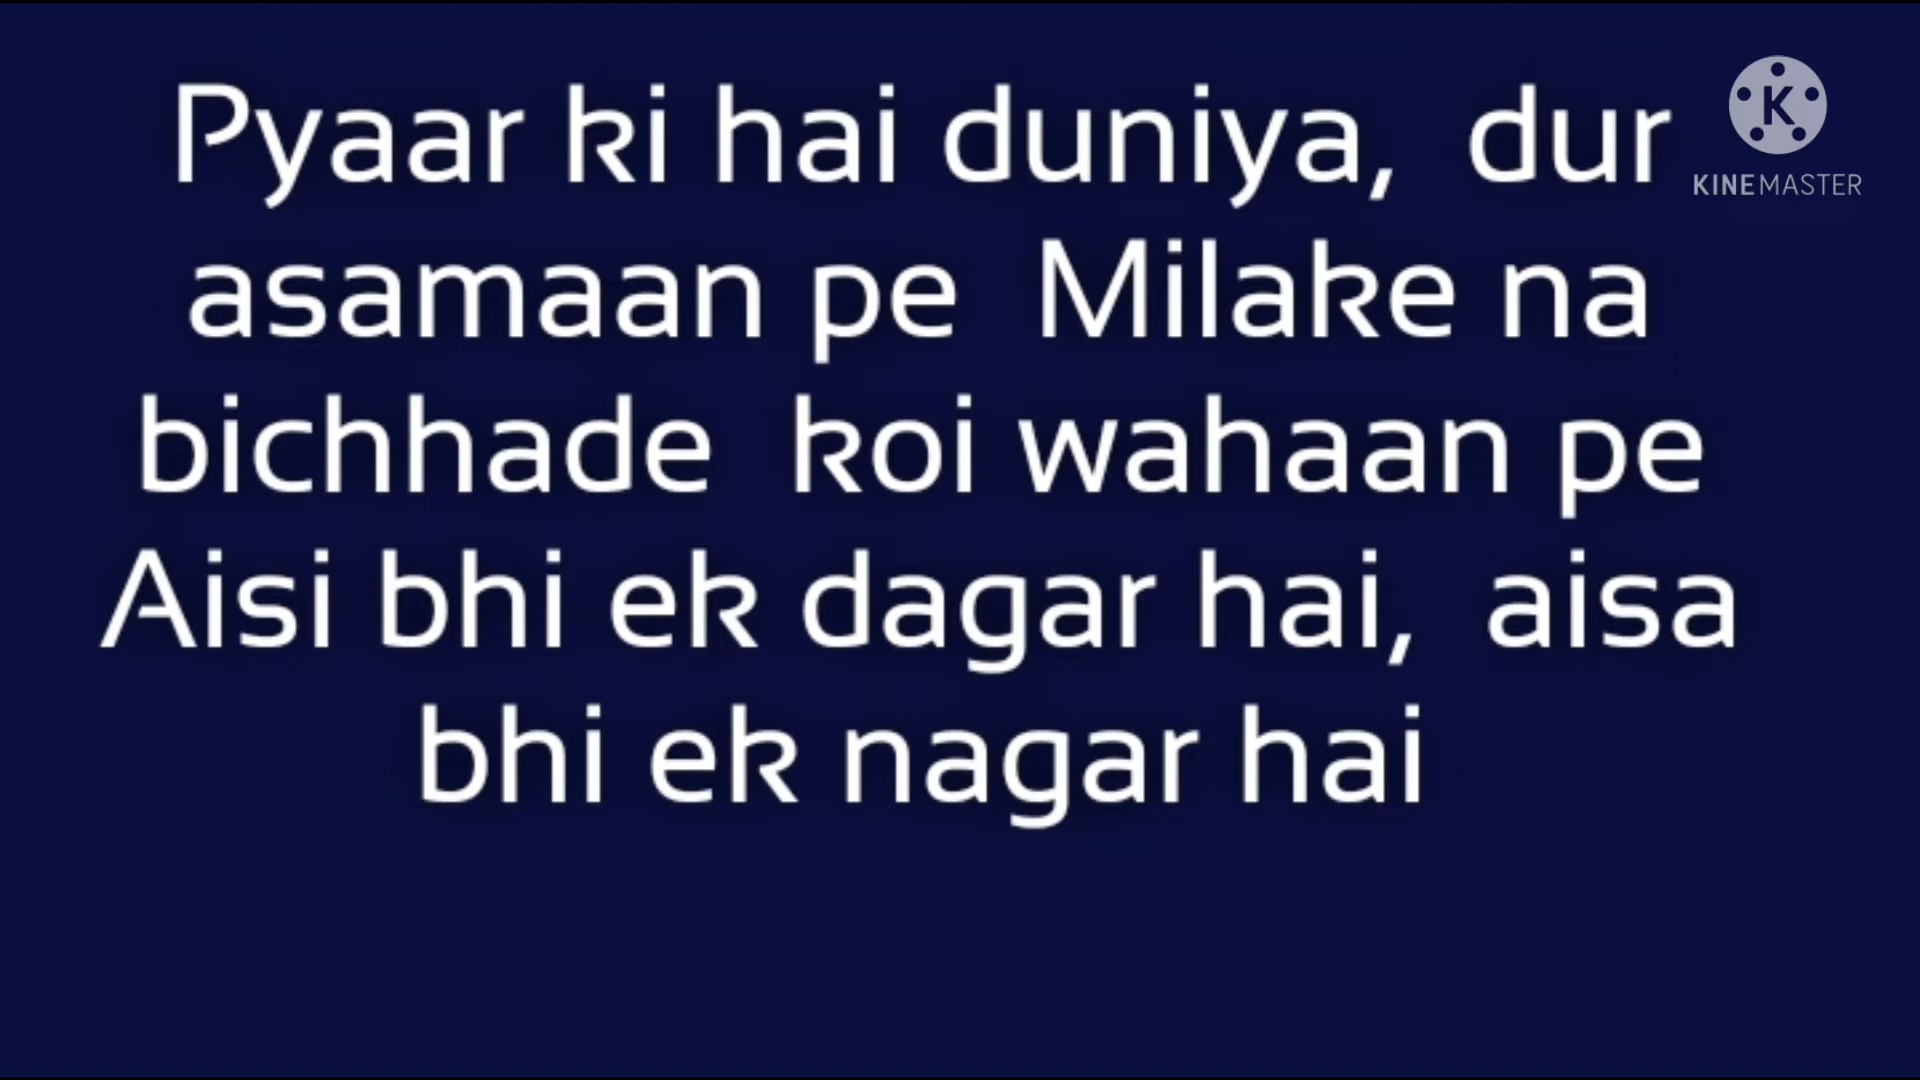 Pyaar ki hai duniya, dur
asamaan pe Milake na
bichhade koi wahaan pe
Aisi bhi ek dagar hai, aisa
bhi ek nagar hai
K
KINEMASTER